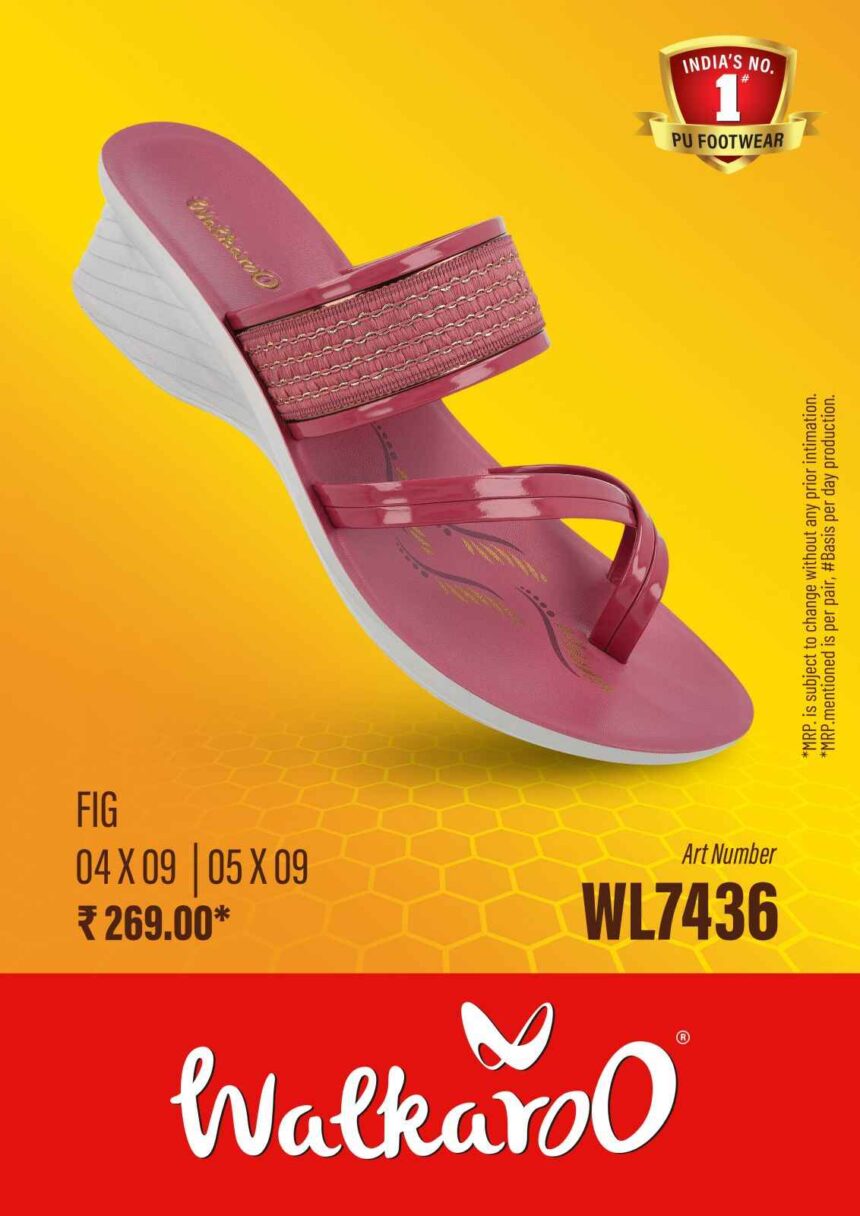 INDIA'S NO.
1#
PU FOOTWEAR
Walkaroo
*MRP. is subject to change without any prior intimation.
*MRP.mentioned is per pair, #Basis per day production.
FIG
04 X 09 | 05 X 09
₹ 269.00*
Art Number
WL7436
Walkaroo®